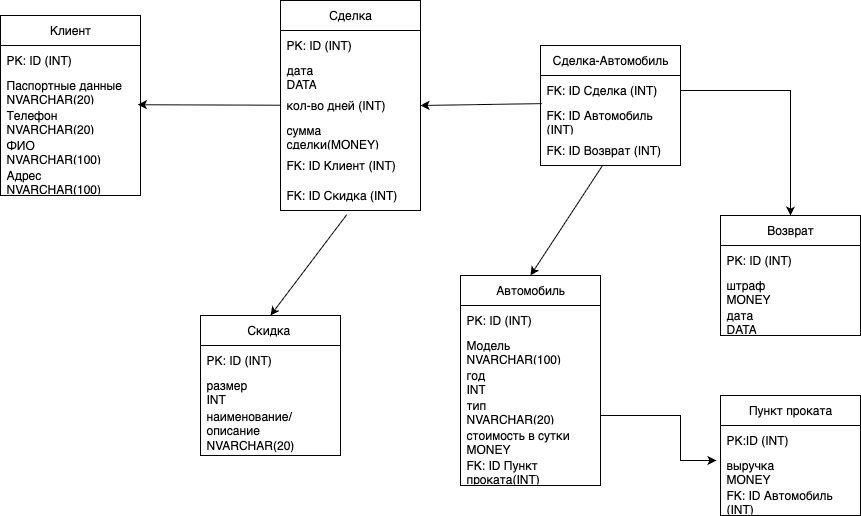 Клиент
PK: ID (INT)
Паспортные данные
NVARCHAR(20)
Телефон
NVARCHAR(20)
ФИО
NVARCHAR(100)
Адрес
NVARCHAR(100)
Сделка
PK: ID (INT)
дата
DATA
кол-во дней (INT)
сумма
сделки(MONEY)
FK: ID Клиент (INT)
FK: ID Скидка (INT)
Сделка-Автомобиль
FK: ID Сделка (INT)
FK: ID Автомобиль
(INT)
FK: ID Возврат (INT)
Возврат
PK: ID (INT)
штраф
MONEY
дата
DATA
Скидка
PK: ID (INT)
размер
INT
наименование/
описание
NVARCHAR(20)
Автомобиль
PK: ID (INT)
Модель
NVARCHAR(100)
год
INT
тип
NVARCHAR(20)
стоимость в сутки
MONEY
FK: ID Пункт
проката(INT)
Пункт проката
PK:ID (INT)
выручка
MONEY
FK: ID Автомобиль
(INT)